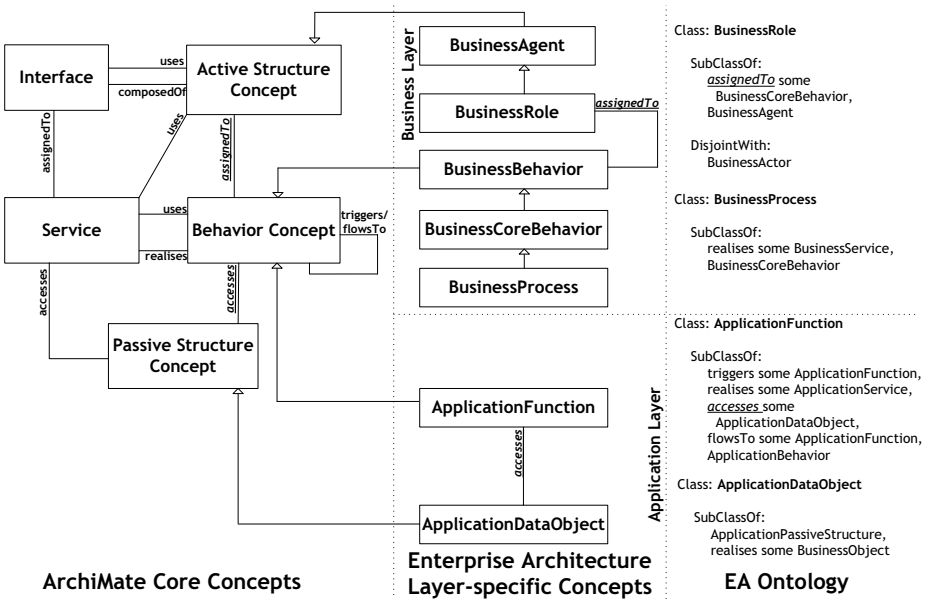 Interface
uses
composedOf
Active Structure
Concept
assignedTo
uses
assignedTo
Service
uses
realises
Behavior Concept
triggers/
flowsTo
accesses
accesses
Passive Structure
Concept
ArchiMate Core Concepts
Business Layer
BusinessAgent
BusinessRole
assignedTo
BusinessBehavior
BusinessCoreBehavior
BusinessProcess
ApplicationFunction
accesses
ApplicationDataObject
Application Layer
Enterprise Architecture
Layer-specific Concepts
Class: BusinessRole
SubClassOf:
assignedTo some
BusinessCoreBehavior,
BusinessAgent
DisjointWith:
BusinessActor
Class: BusinessProcess
SubClassOf:
realises some BusinessService,
BusinessCoreBehavior
Class: ApplicationFunction
SubClassOf:
triggers some ApplicationFunction,
realises some ApplicationService,
accesses some
ApplicationDataObject,
flowsTo some ApplicationFunction,
ApplicationBehavior
Class: ApplicationDataObject
SubClassOf:
ApplicationPassiveStructure,
realises some BusinessObject
EA Ontology